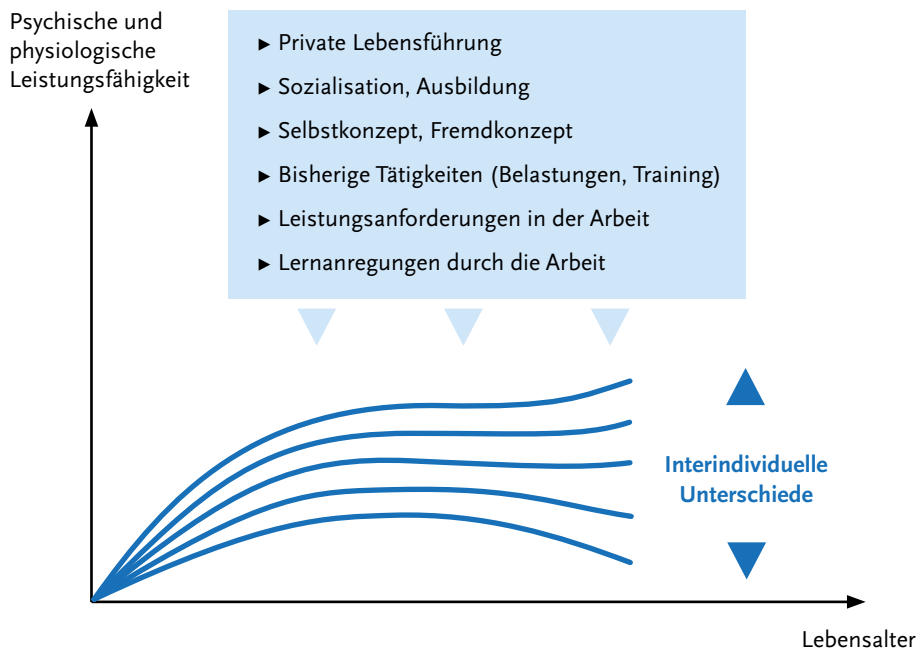 Psychische und
physiologische
Leistungsfähigkeit
► Private Lebensführung
► Sozialisation, Ausbildung
► Selbstkonzept, Fremdkonzept
► Bisherige Tätigkeiten (Belastungen, Training)
► Leistungsanforderungen in der Arbeit
► Lernanregungen durch die Arbeit
Interindividuelle
Unterschiede
Lebensalter